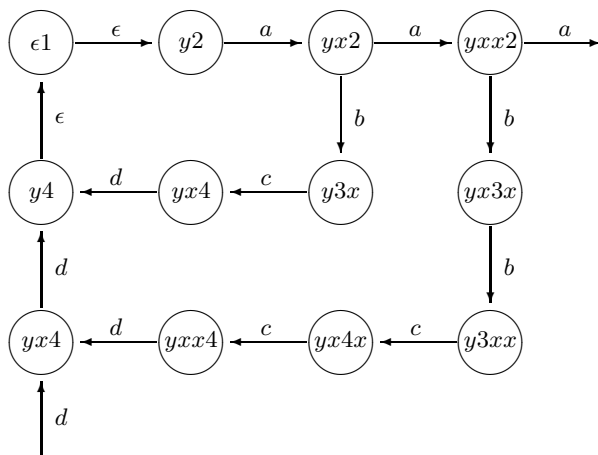 ϵ1 ϵ y2 a yx2 a yxx2 a
ϵ b b
y4 d yx4 c y3x yx3x
d b
yx4 d yxx4 c yx4x c y3xx
d